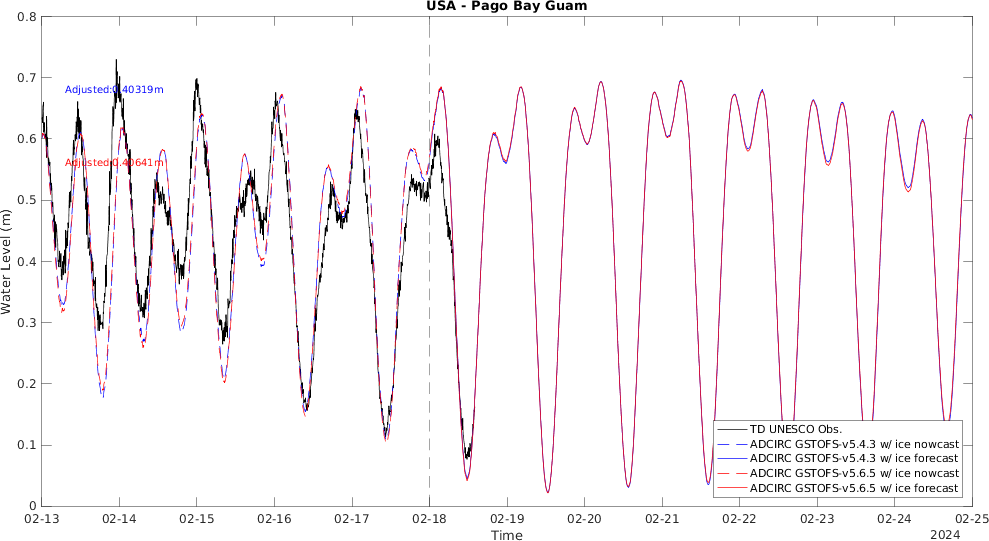 USA - Pago Bay Guam
0.8
0.7
0.6
0.5
0.4
0.3
0.2
0.1
0
Water Level (m)
Adjusted:0.40319m
Adjusted:0.40641m
TD UNESCO Obs.
ADCIRC GSTOFS-v5.4.3 w/ ice nowcast
ADCIRC GSTOFS-v5.4.3 w/ ice forecast
ADCIRC GSTOFS-v5.6.5 w/ ice nowcast
ADCIRC GSTOFS-v5.6.5 w/ ice forecast
02-13 02-14 02-15 02-16 02-17 02-18 02-19 02-20 02-21 02-22 02-23 02-24 02-25
Time
2024